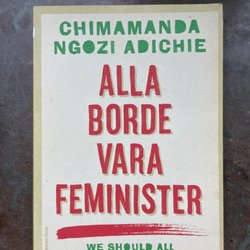 CHIMAMANDA
NGOZI ADICHIE
ALLA
BORDE
VARA
FEMINISTER
WE SHOULD ALL